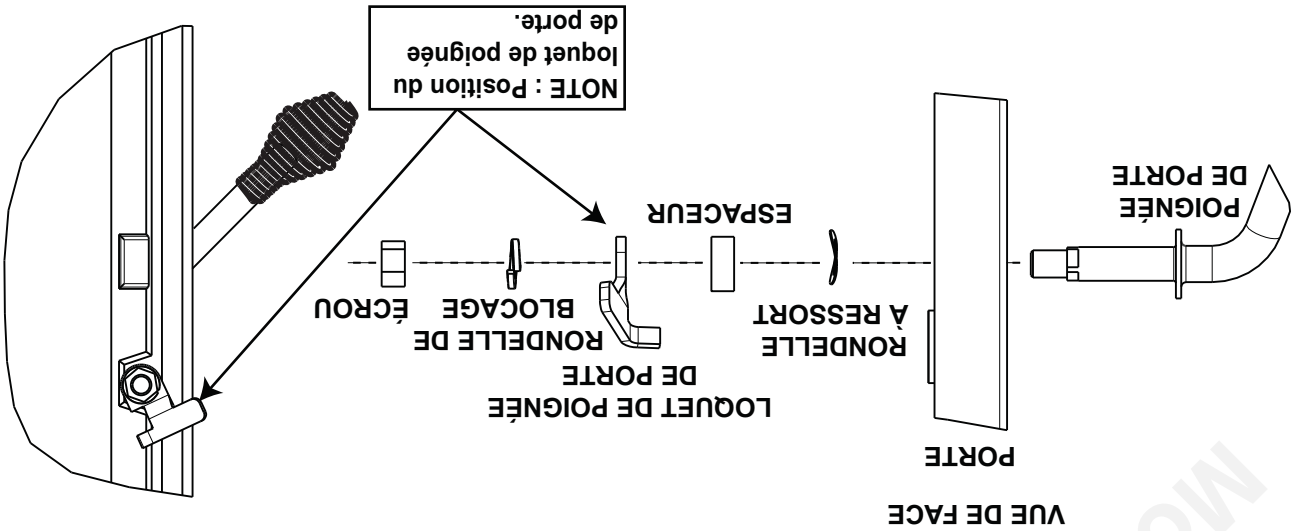 VUE DE FACE
PORTE
POIGNÉE
DE PORTE
RONDELLE
À RESSORT
ESPACEUR
LOQUET DE POIGNÉE
DE PORTE
RONDELLE DE
BLOCAGE
ÉCROU
NOTE : Position du
loquet de poignée
de porte.